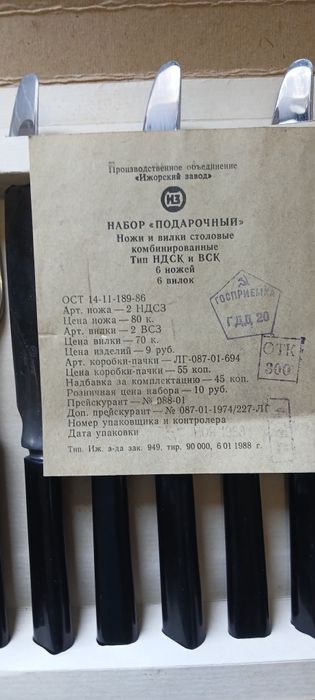 Производственное объединение
«Ижорский завод»
ИЗ
НАБОР «ПОДАРОЧНЫЙ»
Ножи и вилки столовые
комбинированные
Тип НДСК и ВСК
6 ножей
6 вилок
ОСТ 14-11-189-86
Арт. ножа — 2 НДСЗ
Цена ножа — 80 к.
Арт. вилки — 2 ВСЗ
Цена вилки — 70 к.
Цена изделий — 9 руб.
Арт. коробки-пачки — ЛГ-087-01-694
Цена коробки-пачки — 55 коп.
Надбавка за комплектацию — 45 коп.
Розничная цена набора — 10 руб.
Прейскурант — № 088-01
Доп. прейскурант — № 087-01-1974/227-ЛГ
Номер упаковщика и контролера
Дата упаковки
Тип. Иж. з-да зак. 949, тир. 90 000, 6 01 1988 г.
ГОСПРИЕМКА
ГДД 20
ОТК
300